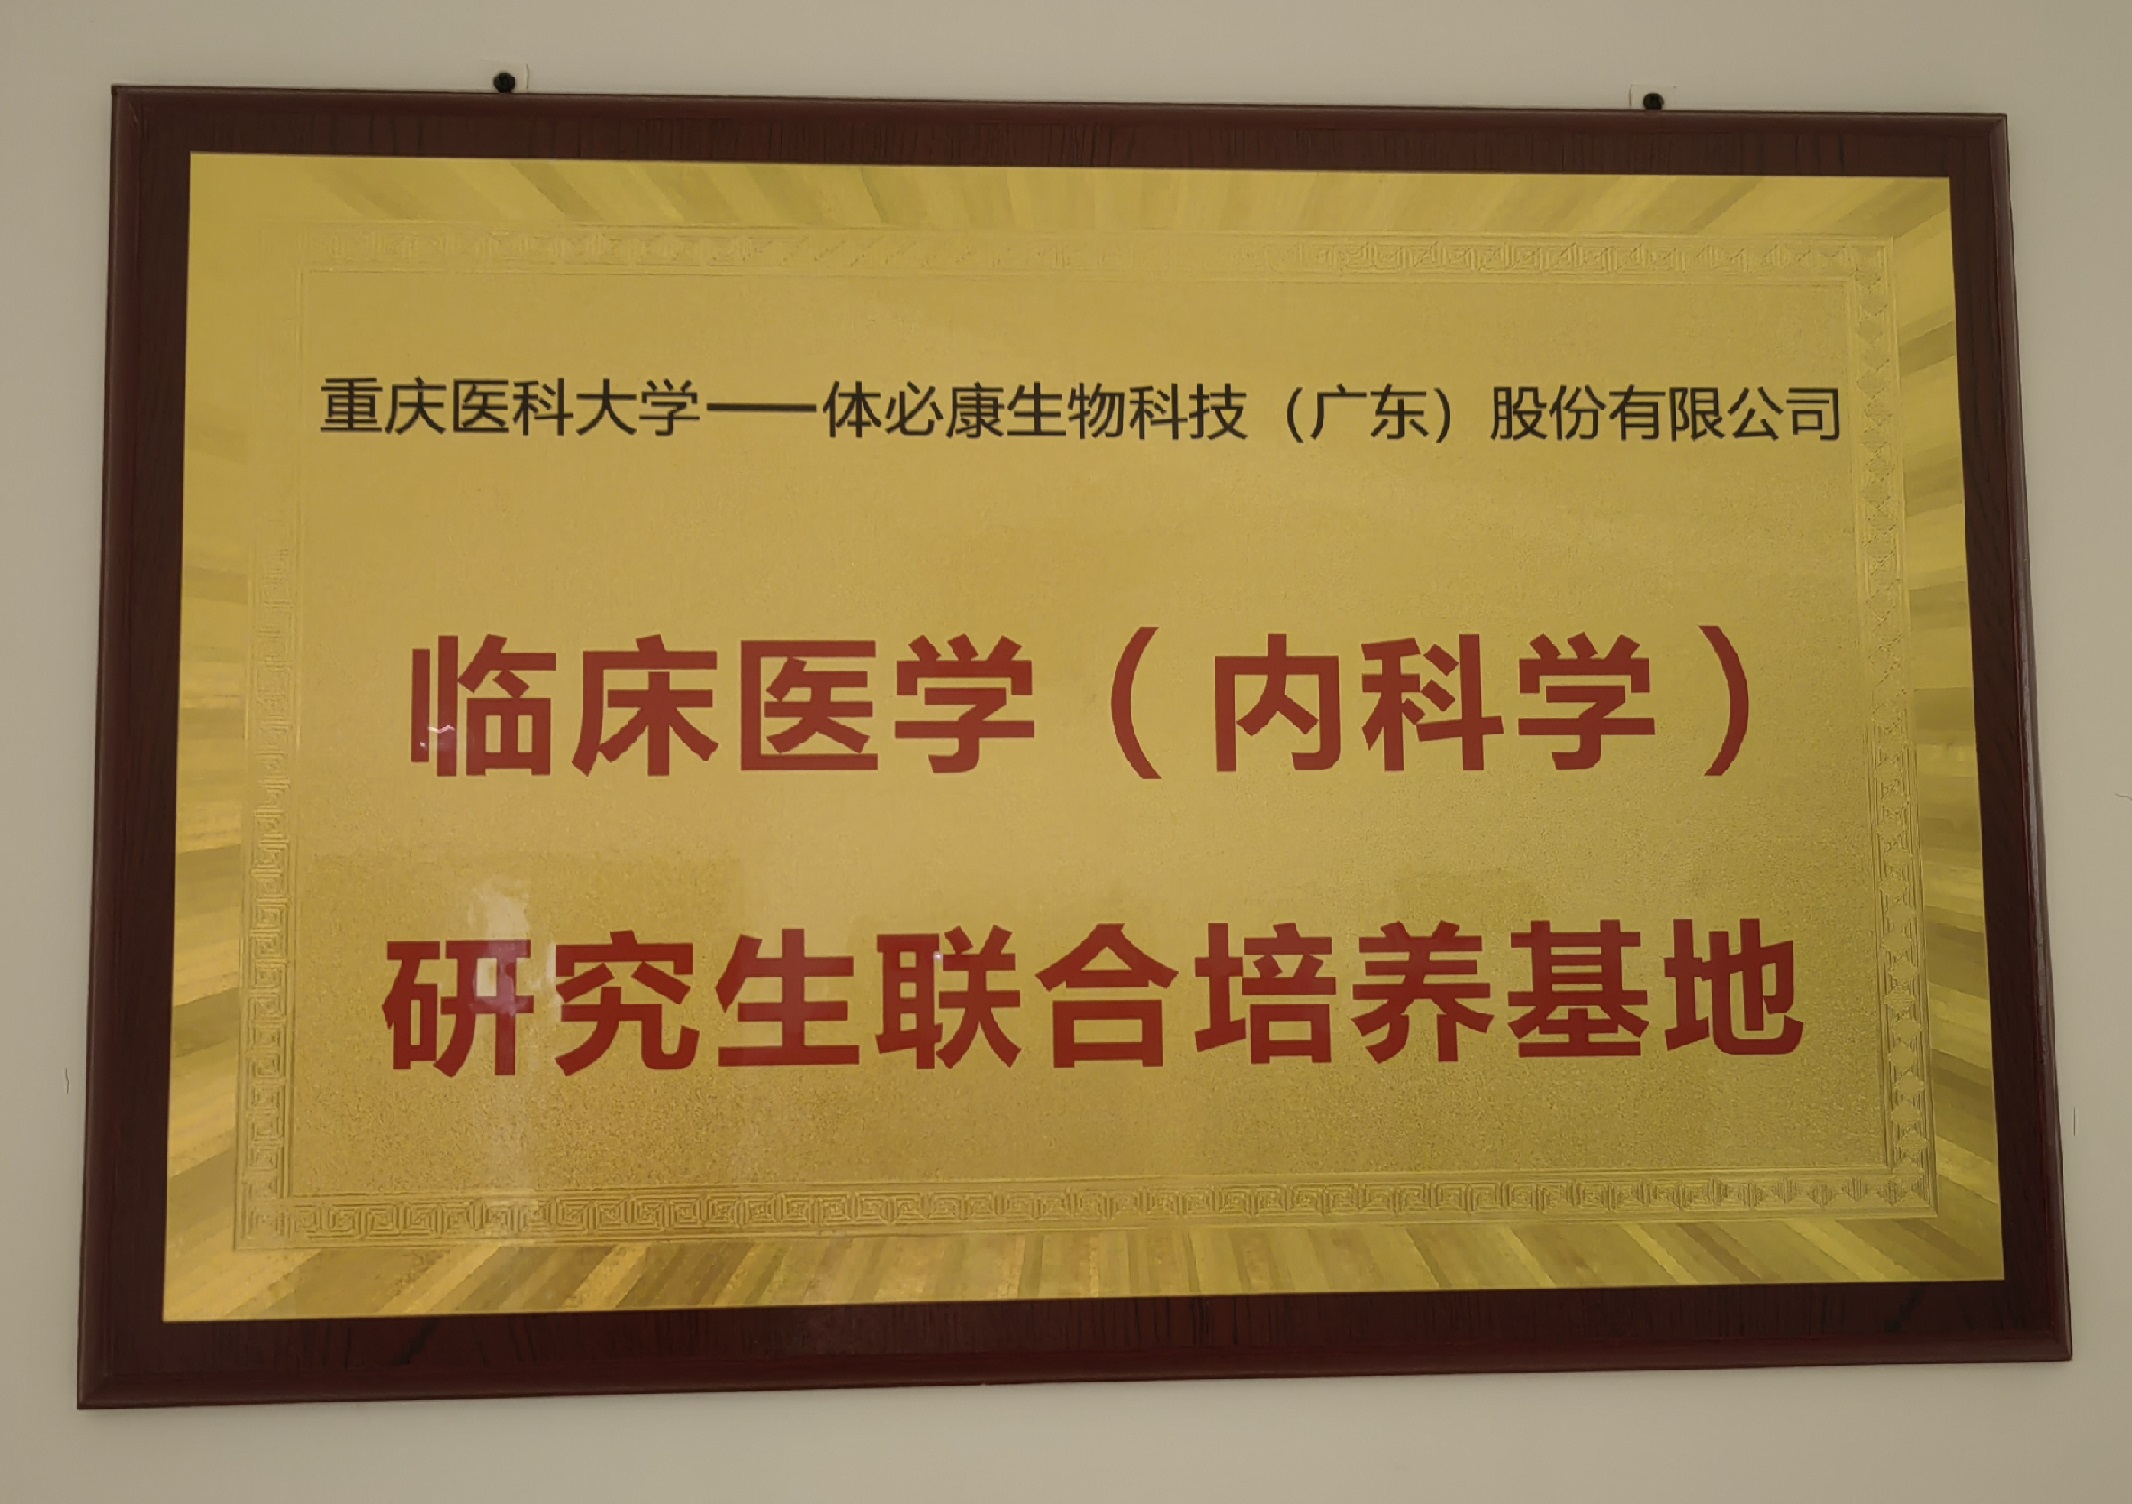 重庆医科大学——体必康生物科技（广东）股份有限公司
临床医学（内科学）
研究生联合培养基地